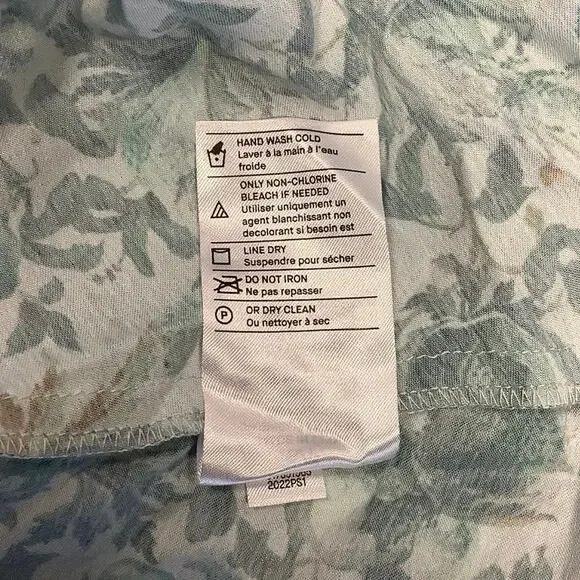 HAND WASH COLD
Laver à la main à l'eau
froide
ONLY NON-CHLORINE
BLEACH IF NEEDED
Utiliser uniquement un
agent blanchissant non
decolorant si besoin est
LINE DRY
Suspendre pour sécher
DO NOT IRON
Ne pas repasser
P
OR DRY CLEAN
Ou nettoyer à sec
2022PS1